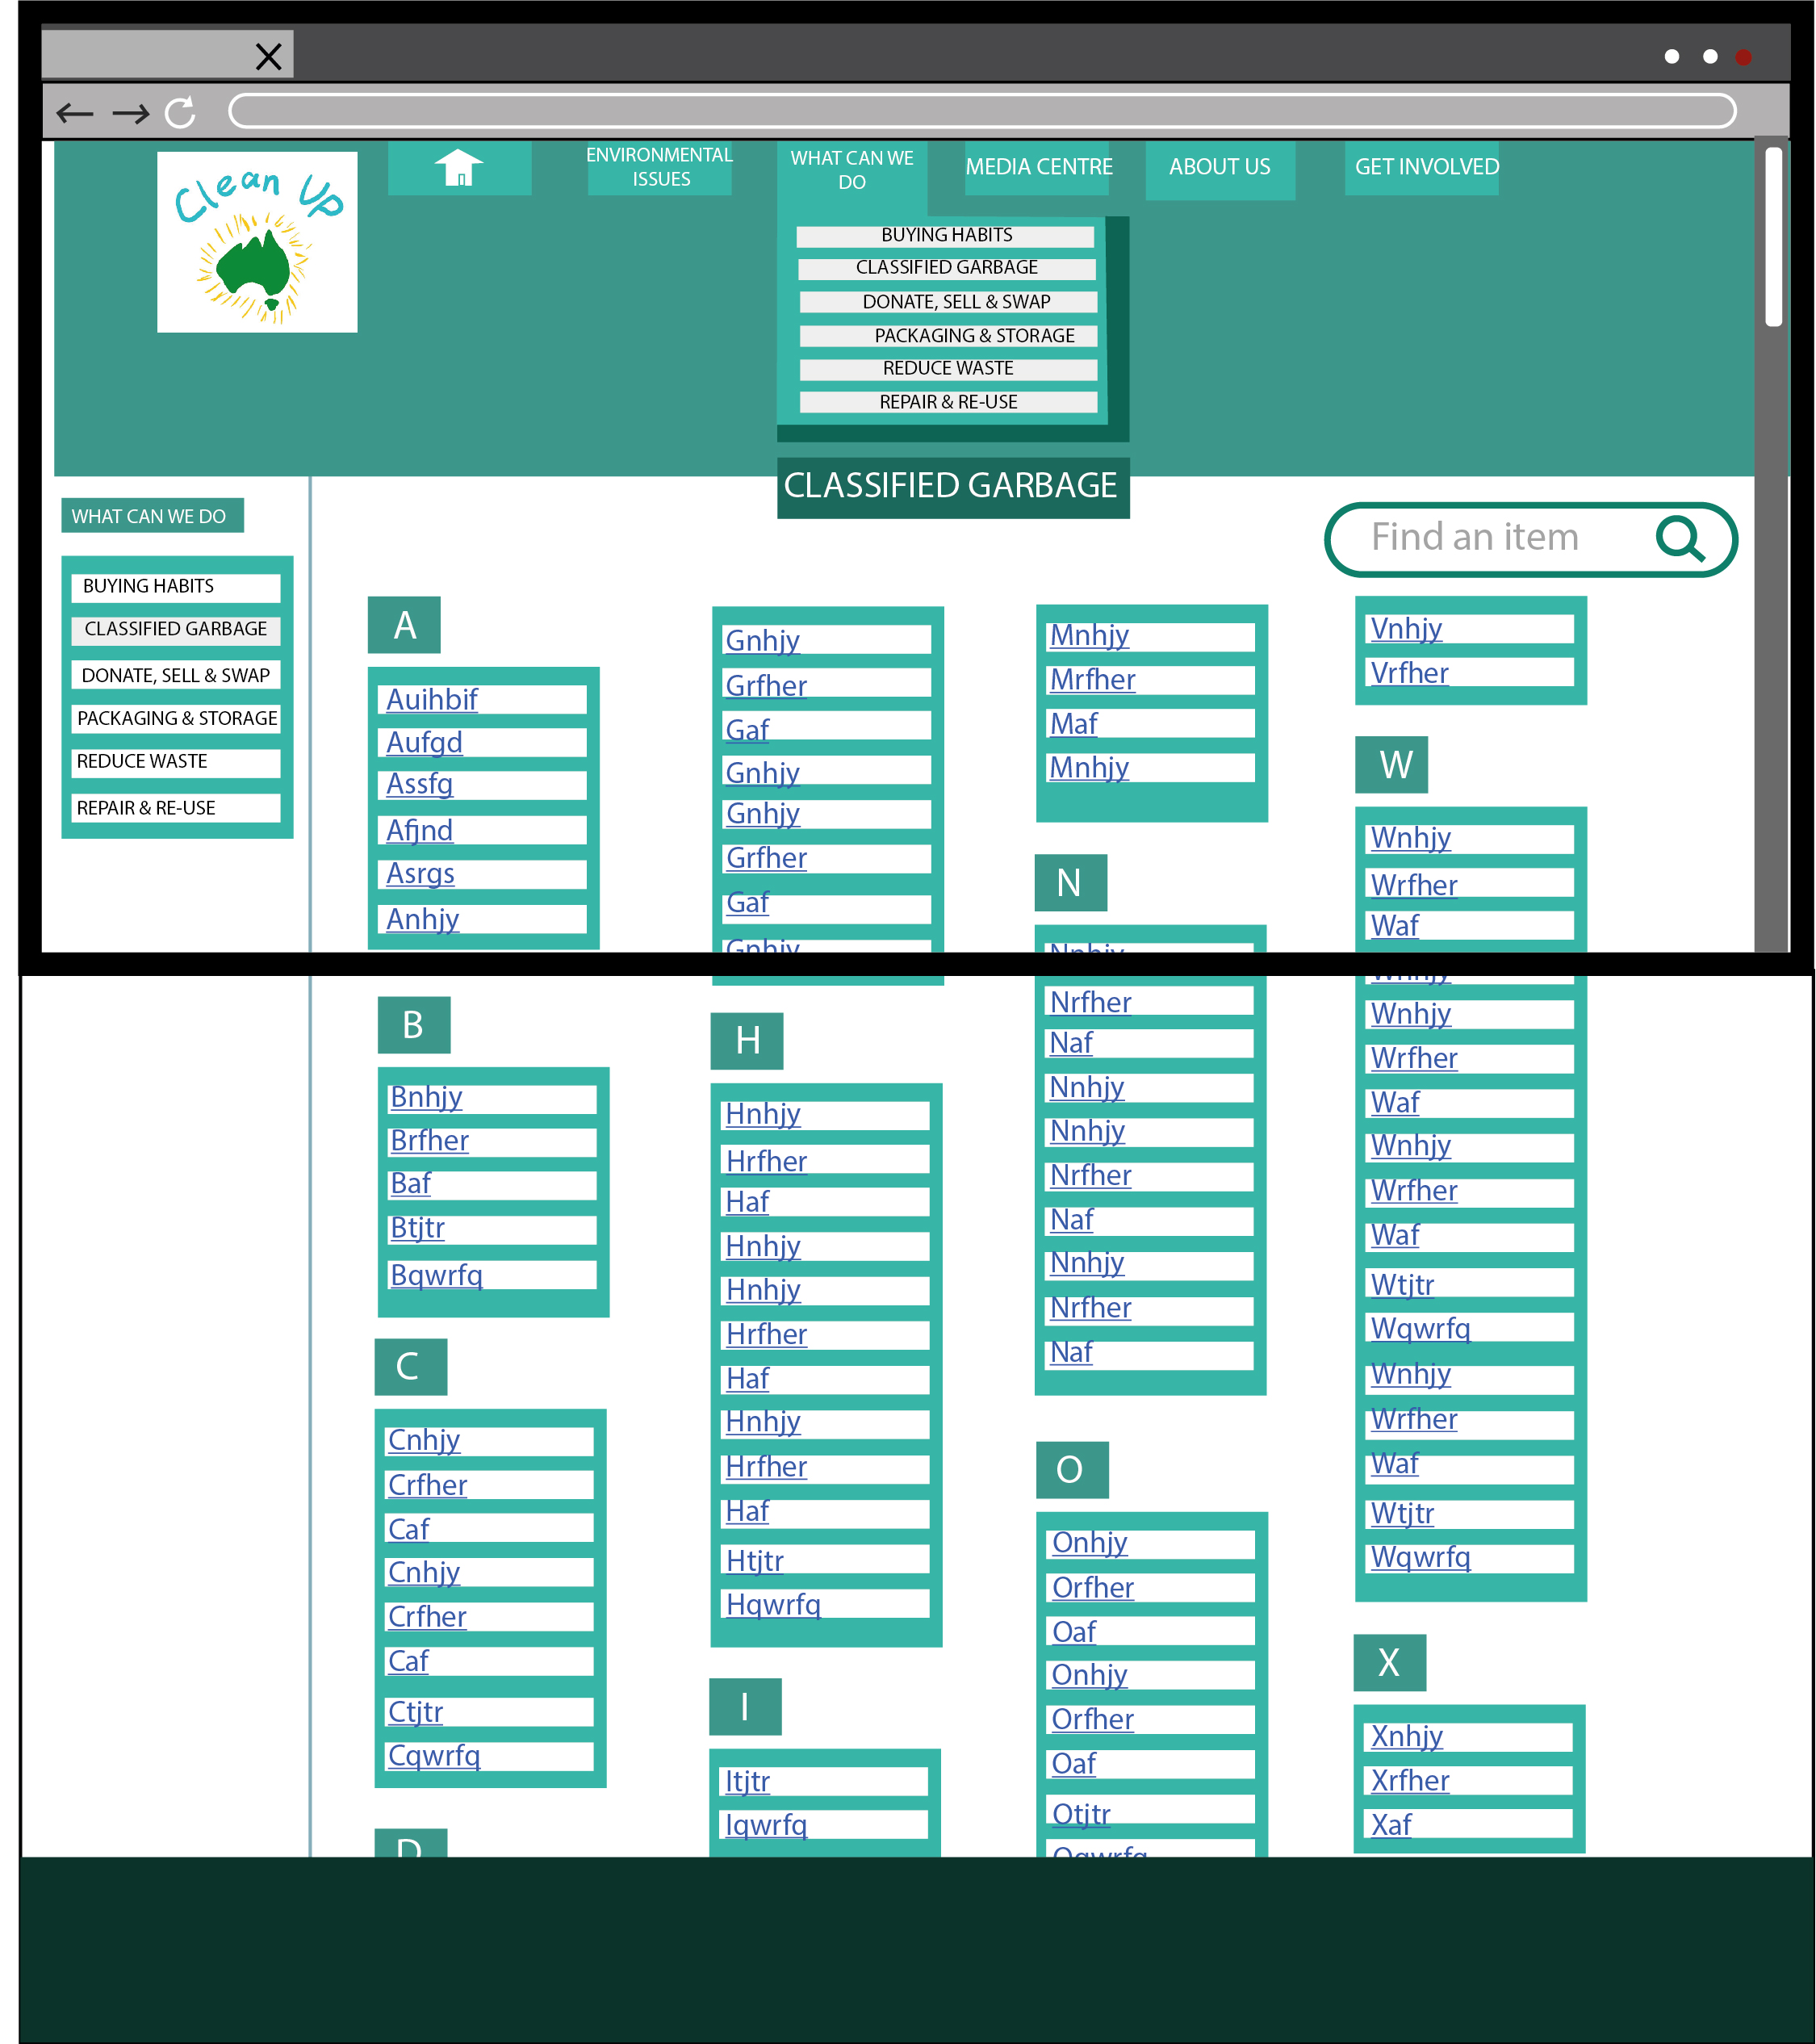 Clean Up
ENVIRONMENTAL
ISSUES
WHAT CAN WE
DO
MEDIA CENTRE
ABOUT US
GET INVOLVED
BUYING HABITS
CLASSIFIED GARBAGE
DONATE, SELL & SWAP
PACKAGING & STORAGE
REDUCE WASTE
REPAIR & RE-USE
CLASSIFIED GARBAGE
Find an item
WHAT CAN WE DO
BUYING HABITS
CLASSIFIED GARBAGE
DONATE, SELL & SWAP
PACKAGING & STORAGE
REDUCE WASTE
REPAIR & RE-USE
A
Auihbif
Aufgd
Assfg
Afjnd
Asrgs
Anhjy
B
Bnhjy
Brfher
Baf
Btjtr
Bqwrfq
C
Cnhjy
Crfher
Caf
Cnhjy
Crfher
Caf
Ctjtr
Cqwrfq
D
Gnhjy
Grfher
Gaf
Gnhjy
Gnhjy
Grfher
Gaf
Gnhjy
H
Hnhjy
Hrfher
Haf
Hnhjy
Hnhjy
Hrfher
Haf
Hnhjy
Hrfher
Haf
Htjtr
Hqwrfq
I
Itjtr
Iqwrfq
Mnhjy
Mrfher
Maf
Mnhjy
N
Nnhjy
Nrfher
Naf
Nnhjy
Nnhjy
Nrfher
Naf
Nnhjy
Nrfher
Naf
O
Onhjy
Orfher
Oaf
Onhjy
Orfher
Oaf
Otjtr
Oqwrfq
Vnhjy
Vrfher
W
Wnhjy
Wrfher
Waf
Wnhjy
Wnhjy
Wrfher
Waf
Wnhjy
Wrfher
Waf
Wtjtr
Wqwrfq
Wnhjy
Wrfher
Waf
Wtjtr
Wqwrfq
X
Xnhjy
Xrfher
Xaf